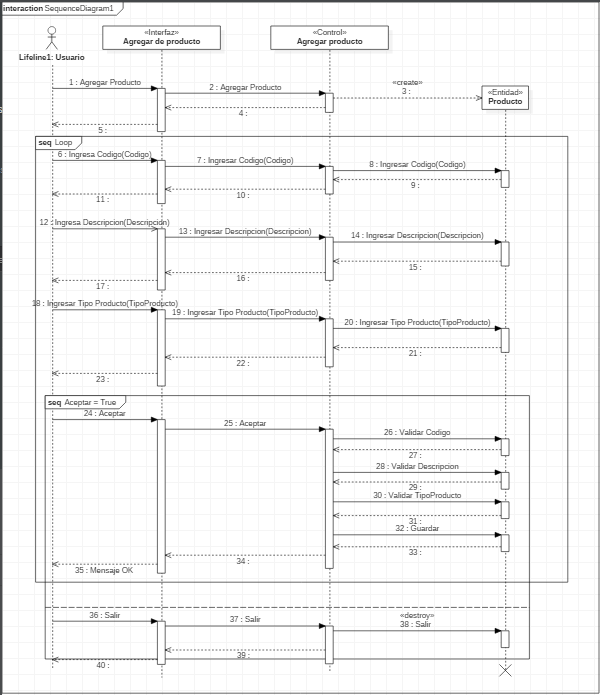 interaction SequenceDiagram1
«Interfaz»
Agregar de producto
«Control»
Agregar producto
Lifeline1: Usuario
«Entidad»
Producto
1 : Agregar Producto
2 : Agregar Producto
«create»
3 :
4 :
5 :
seq Loop
6 : Ingresa Codigo(Codigo)
7 : Ingresar Codigo(Codigo)
8 : Ingresar Codigo(Codigo)
9 :
10 :
11 :
12 : Ingresa Descripcion(Descripción)
13 : Ingresar Descripcion(Descripcion)
14 : Ingresar Descripcion(Descripcion)
15 :
16 :
17 :
18 : Ingresar Tipo Producto(TipoProducto)
19 : Ingresar Tipo Producto(TipoProducto)
20 : Ingresar Tipo Producto(TipoProducto)
21 :
22 :
23 :
seq Aceptar = True
24 : Aceptar
25 : Aceptar
26 : Validar Codigo
27 :
28 : Validar Descripcion
29 :
30 : Validar TipoProducto
31 :
32 : Guardar
33 :
34 :
35 : Mensaje OK
36 : Salir
37 : Salir
«destroy»
38 : Salir
39 :
40 :